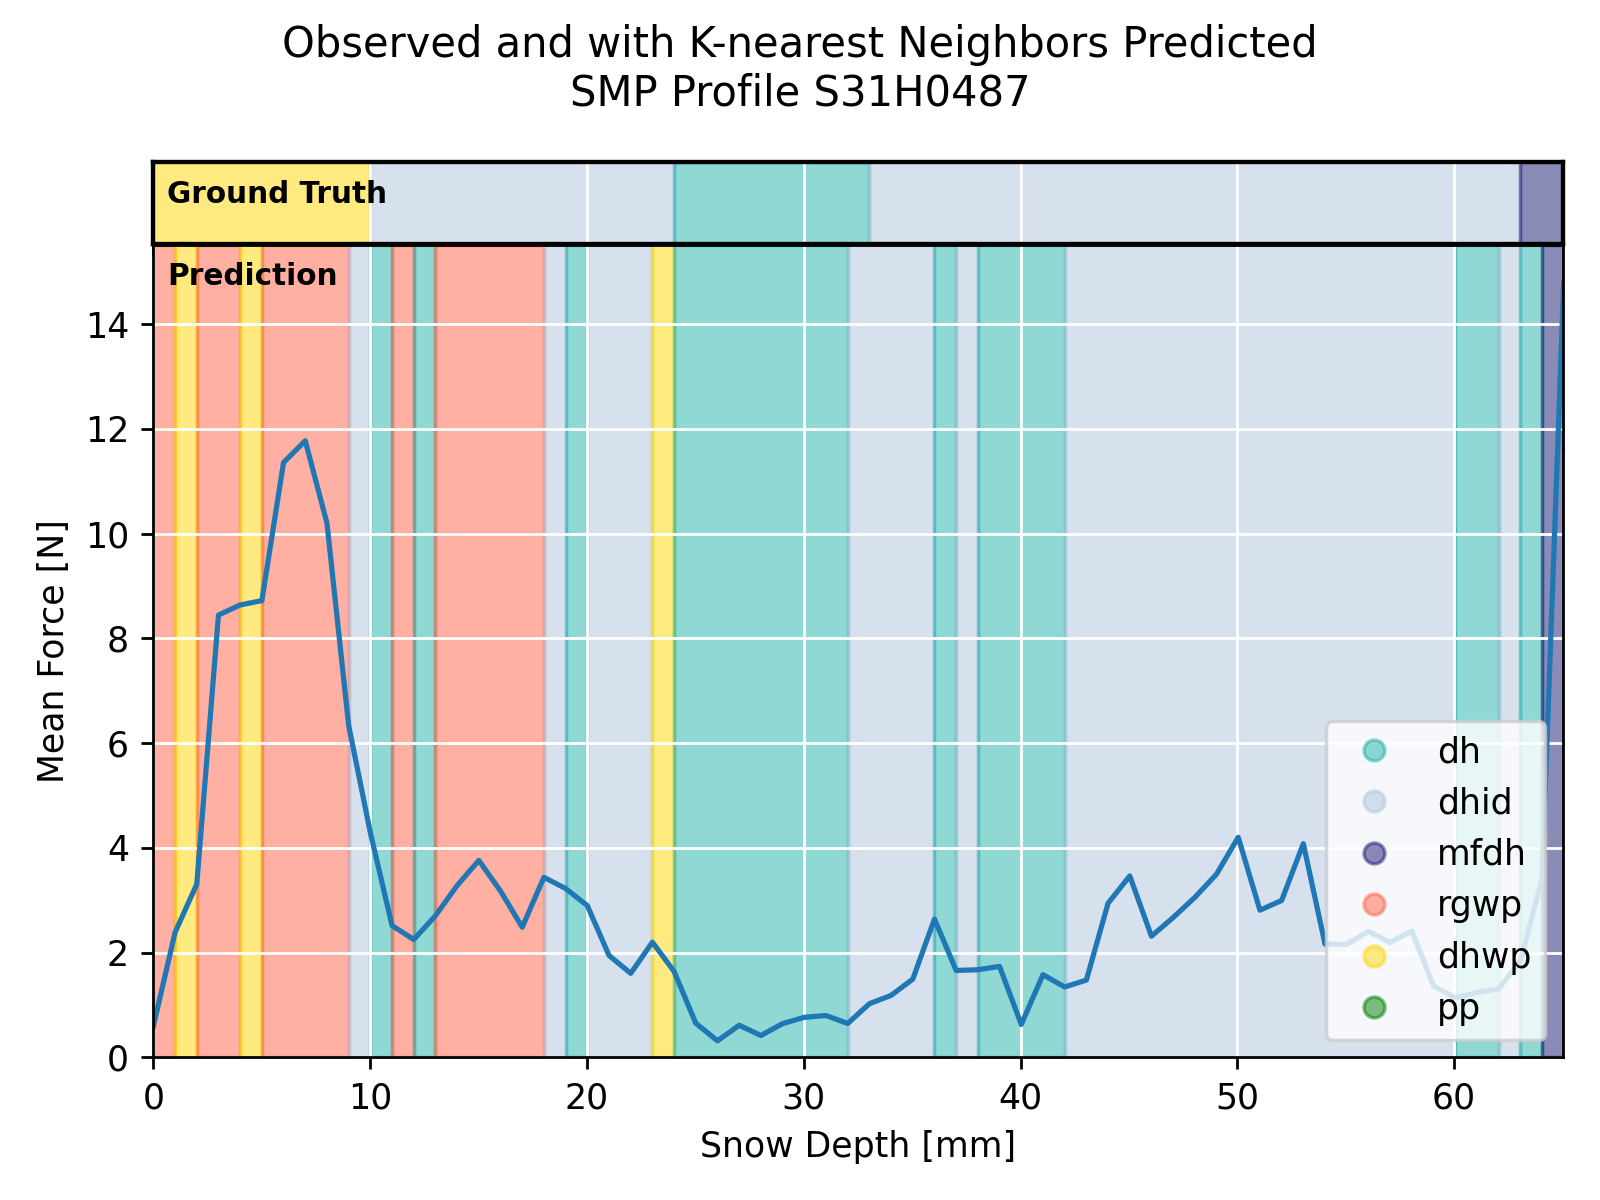 Observed and with K-nearest Neighbors Predicted
SMP Profile S31H0487
Ground Truth
Prediction
14
12
10
8
6
4
2
0
Mean Force [N]
dh
dhid
mfdh
rgwp
dhwp
pp
0 10 20 30 40 50 60
Snow Depth [mm]